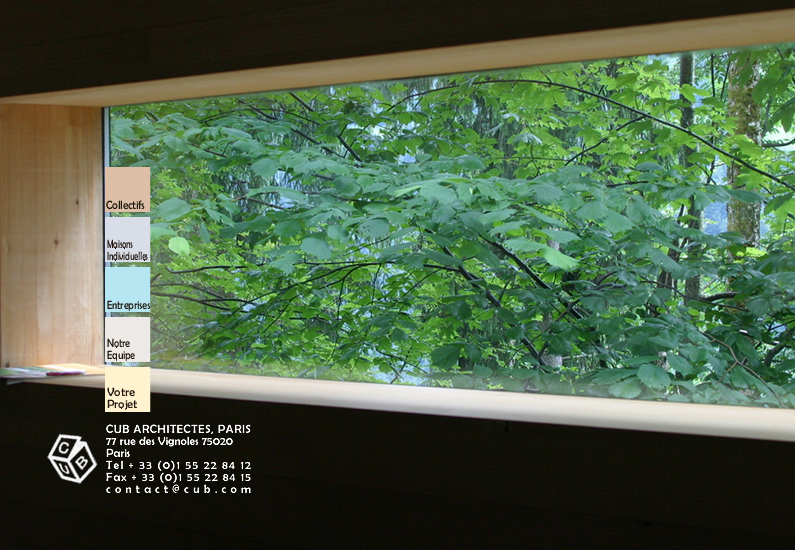 Collectifs
Maisons
Individuelles
Entreprises
Notre
Equipe
Votre
Projet
CUB ARCHITECTES, PARIS
77 rue des Vignoles 75020
Paris
Tel + 33 (0)1 55 22 84 12
Fax + 33 (0)1 55 22 84 15
contact@cub.com
CUB